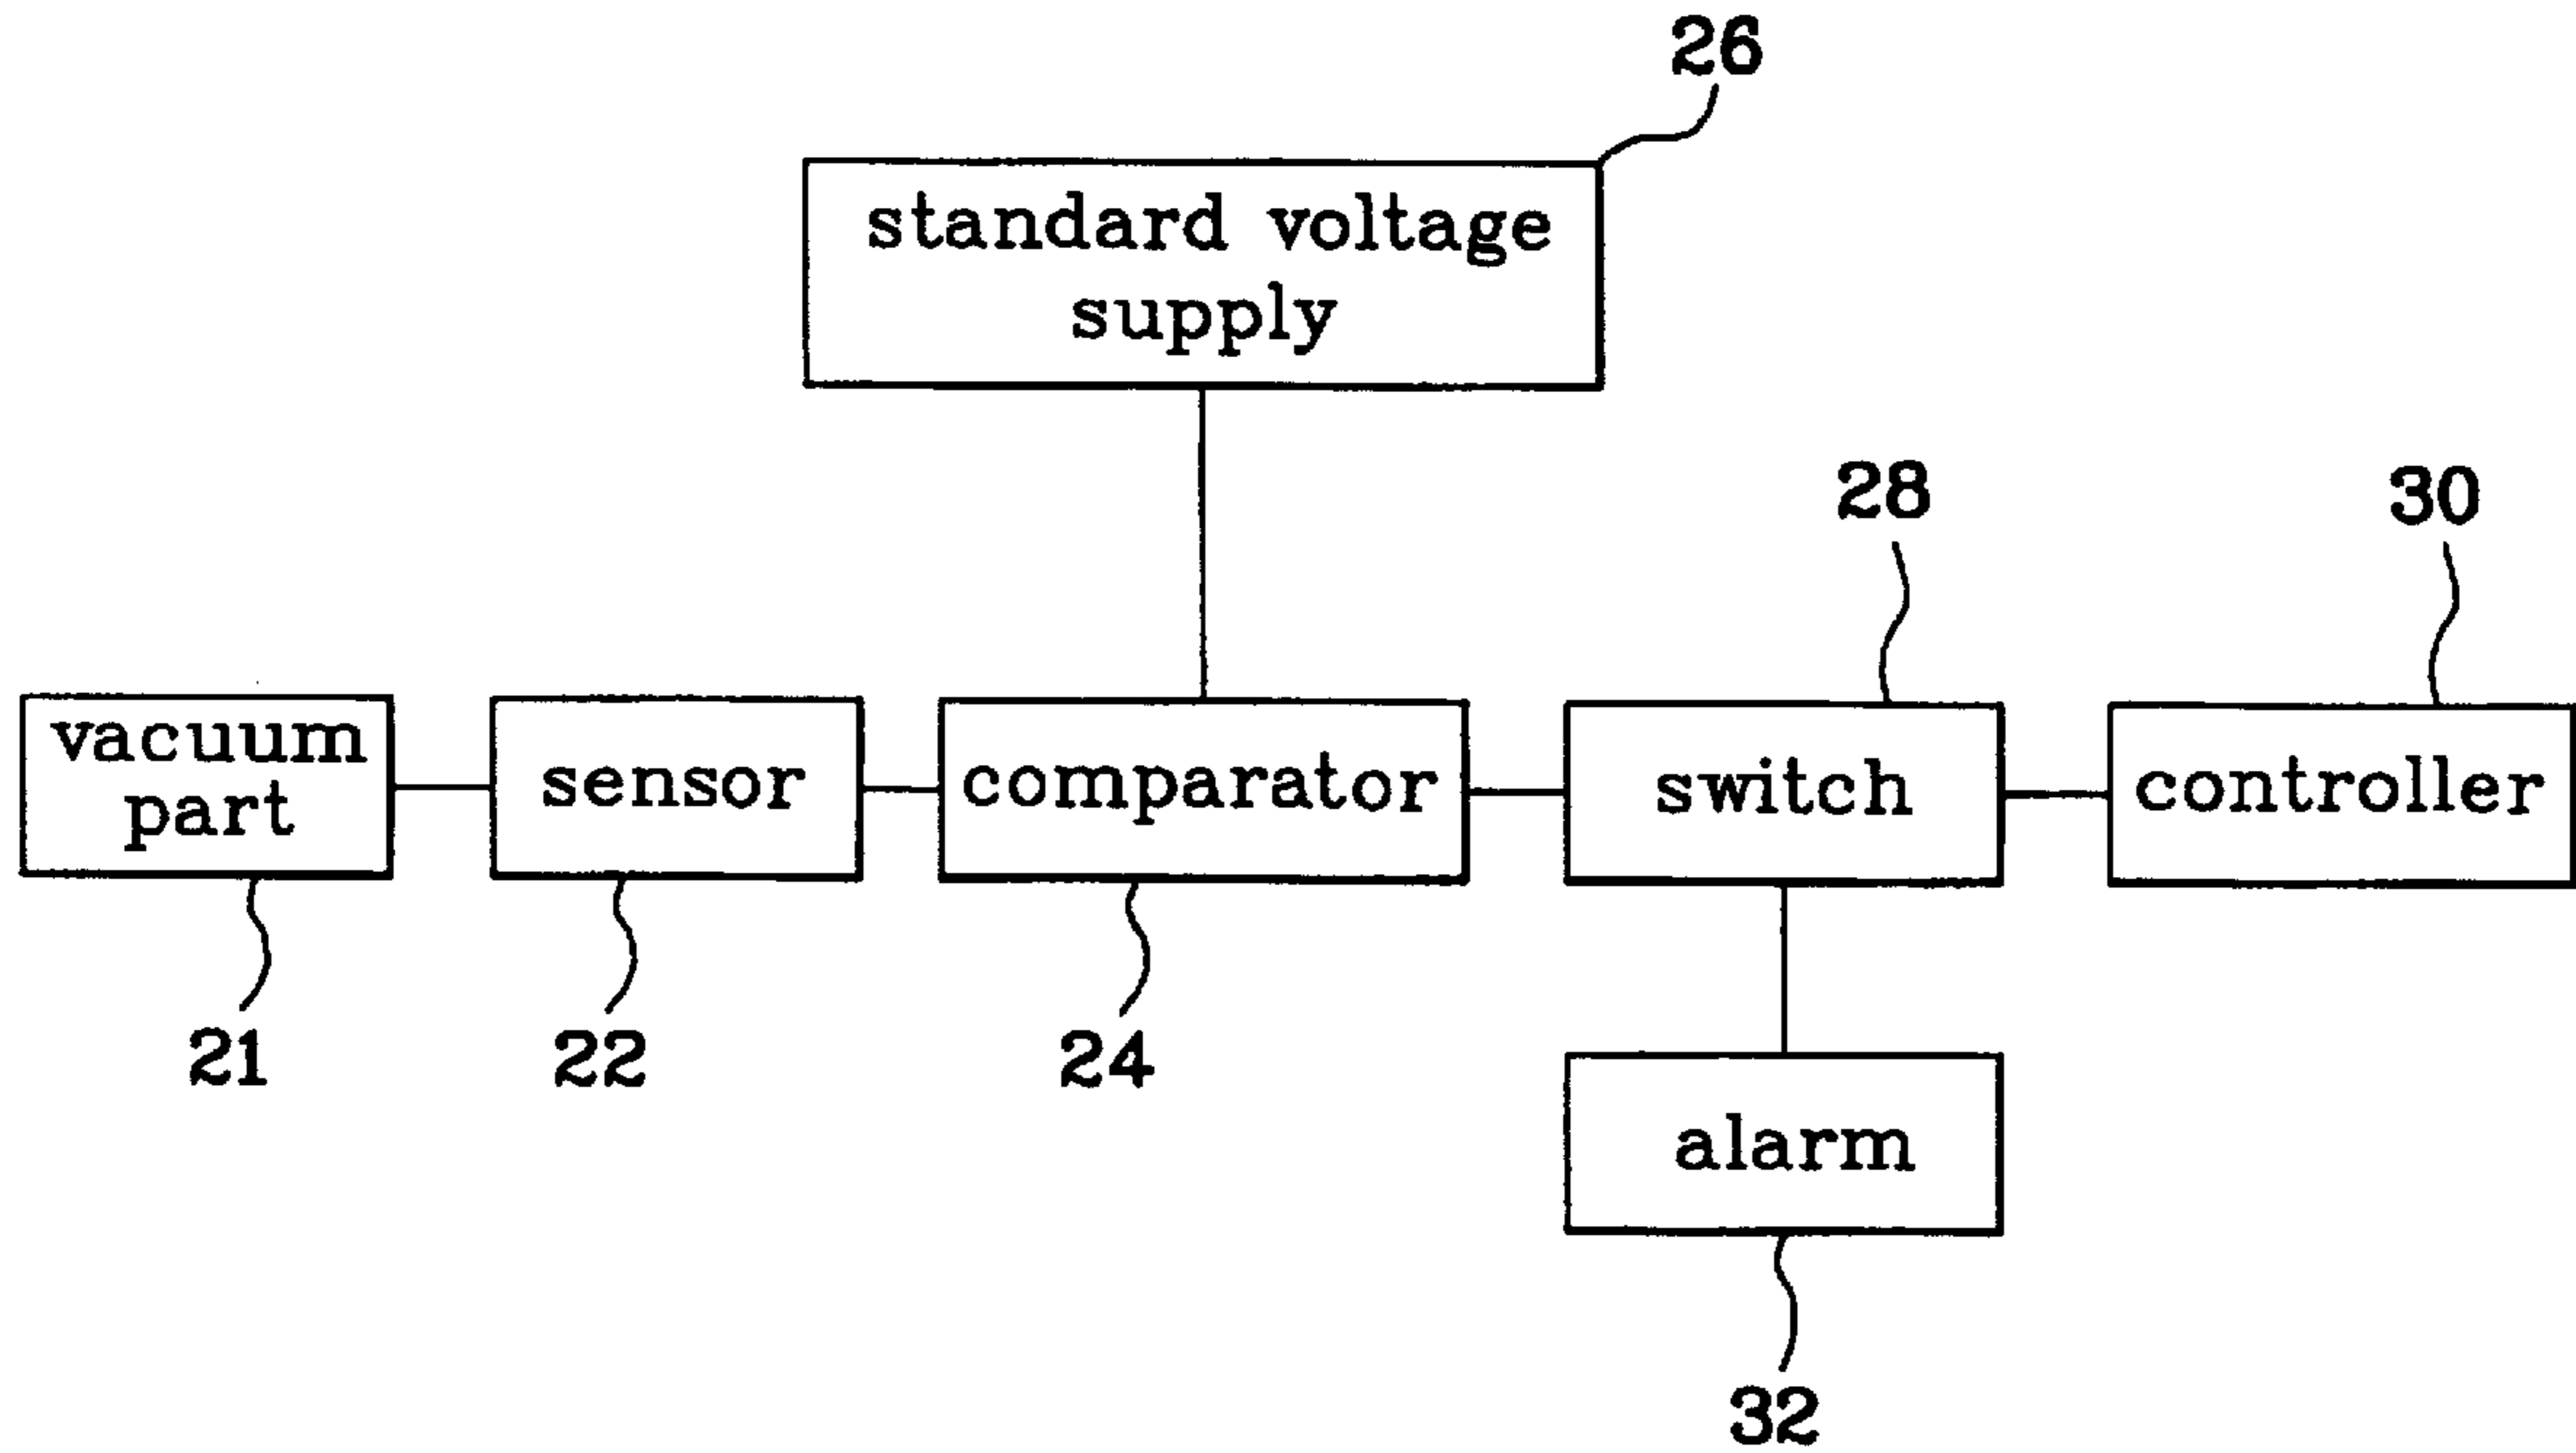 26
standard voltage
supply
28
30
vacuum
part
sensor
comparator
switch
controller
21
22
24
alarm
32